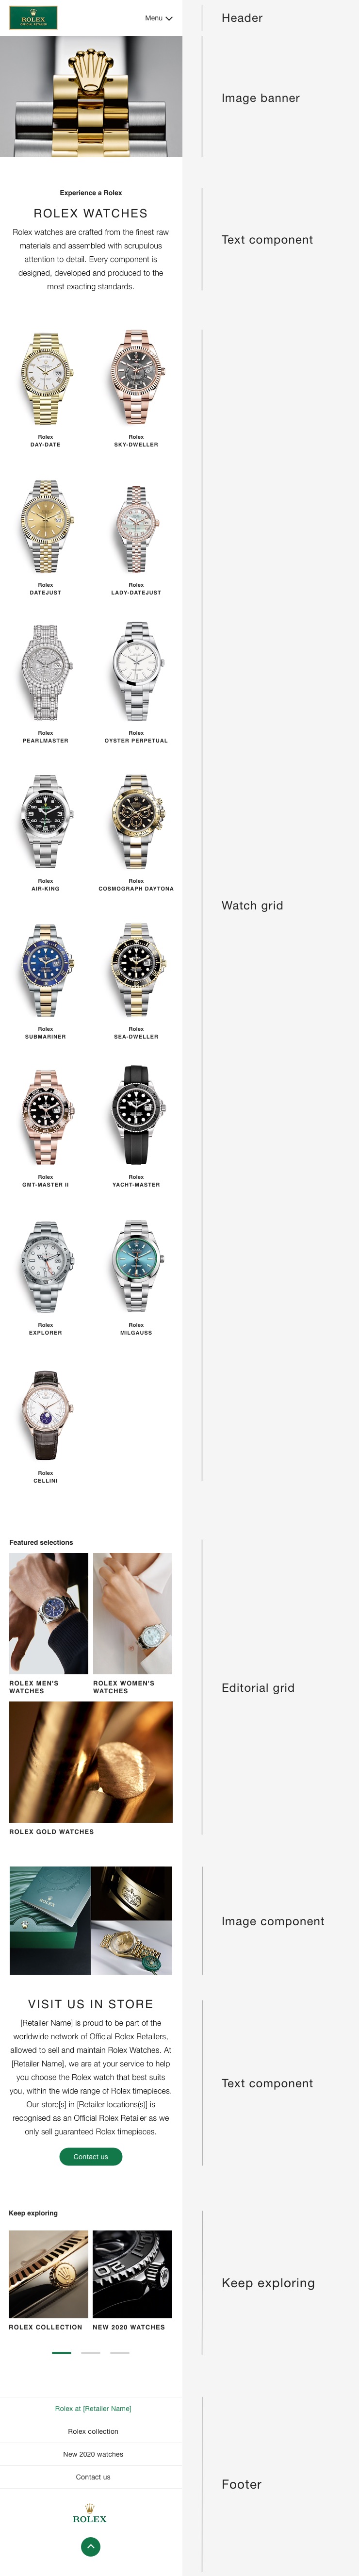 ROLEX
OFFICIAL RETAILER
Menu
Header
Image banner
Experience a Rolex
ROLEX WATCHES
Rolex watches are crafted from the finest raw
materials and assembled with scrupulous
attention to detail. Every component is
designed, developed and produced to the
most exacting standards.
Text component
Rolex
DAY-DATE
Rolex
SKY-DWELLER
Rolex
DATEJUST
Rolex
LADY-DATEJUST
Rolex
PEARLMASTER
Rolex
OYSTER PERPETUAL
Rolex
AIR-KING
Rolex
COSMOGRAPH DAYTONA
Watch grid
Rolex
SUBMARINER
Rolex
SEA-DWELLER
Rolex
GMT-MASTER II
Rolex
YACHT-MASTER
Rolex
EXPLORER
Rolex
MILGAUSS
Rolex
CELLINI
Featured selections
ROLEX MEN'S
WATCHES
ROLEX WOMEN'S
WATCHES
Editorial grid
ROLEX GOLD WATCHES
ROLEX
Image component
VISIT US IN STORE
[Retailer Name] is proud to be part of the
worldwide network of Official Rolex Retailers,
allowed to sell and maintain Rolex Watches. At
[Retailer Name], we are at your service to help
you choose the Rolex watch that best suits
you, within the wide range of Rolex timepieces.
Our store[s] in [Retailer locations(s)] is
recognised as an Official Rolex Retailer as we
only sell guaranteed Rolex timepieces.
Text component
Contact us
Keep exploring
20
ROLEX COLLECTION
NEW 2020 WATCHES
Keep exploring
Rolex at [Retailer Name]
Rolex collection
New 2020 watches
Contact us
ROLEX
Footer